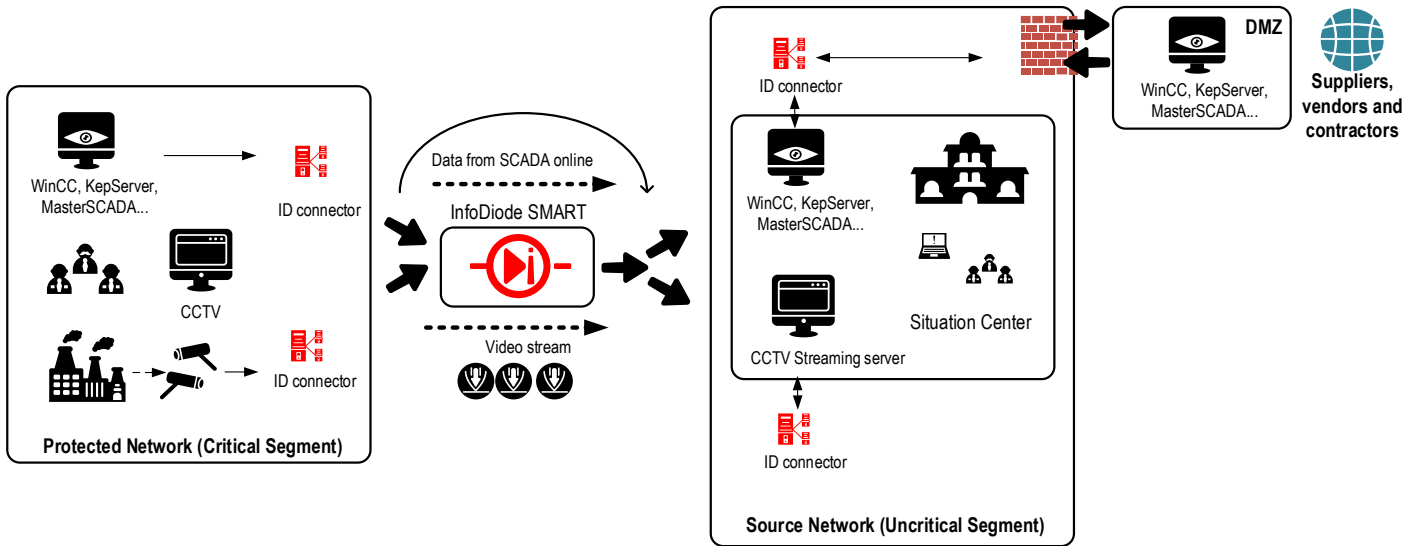 WinCC, KepServer,
MasterSCADA...
ID connector
CCTV
ID connector
Protected Network (Critical Segment)
Data from SCADA online
InfoDiode SMART
Video stream
ID connector
WinCC, KepServer,
MasterSCADA...
Situation Center
CCTV Streaming server
ID connector
Source Network (Uncritical Segment)
DMZ
WinCC, KepServer,
MasterSCADA...
Suppliers,
vendors and
contractors